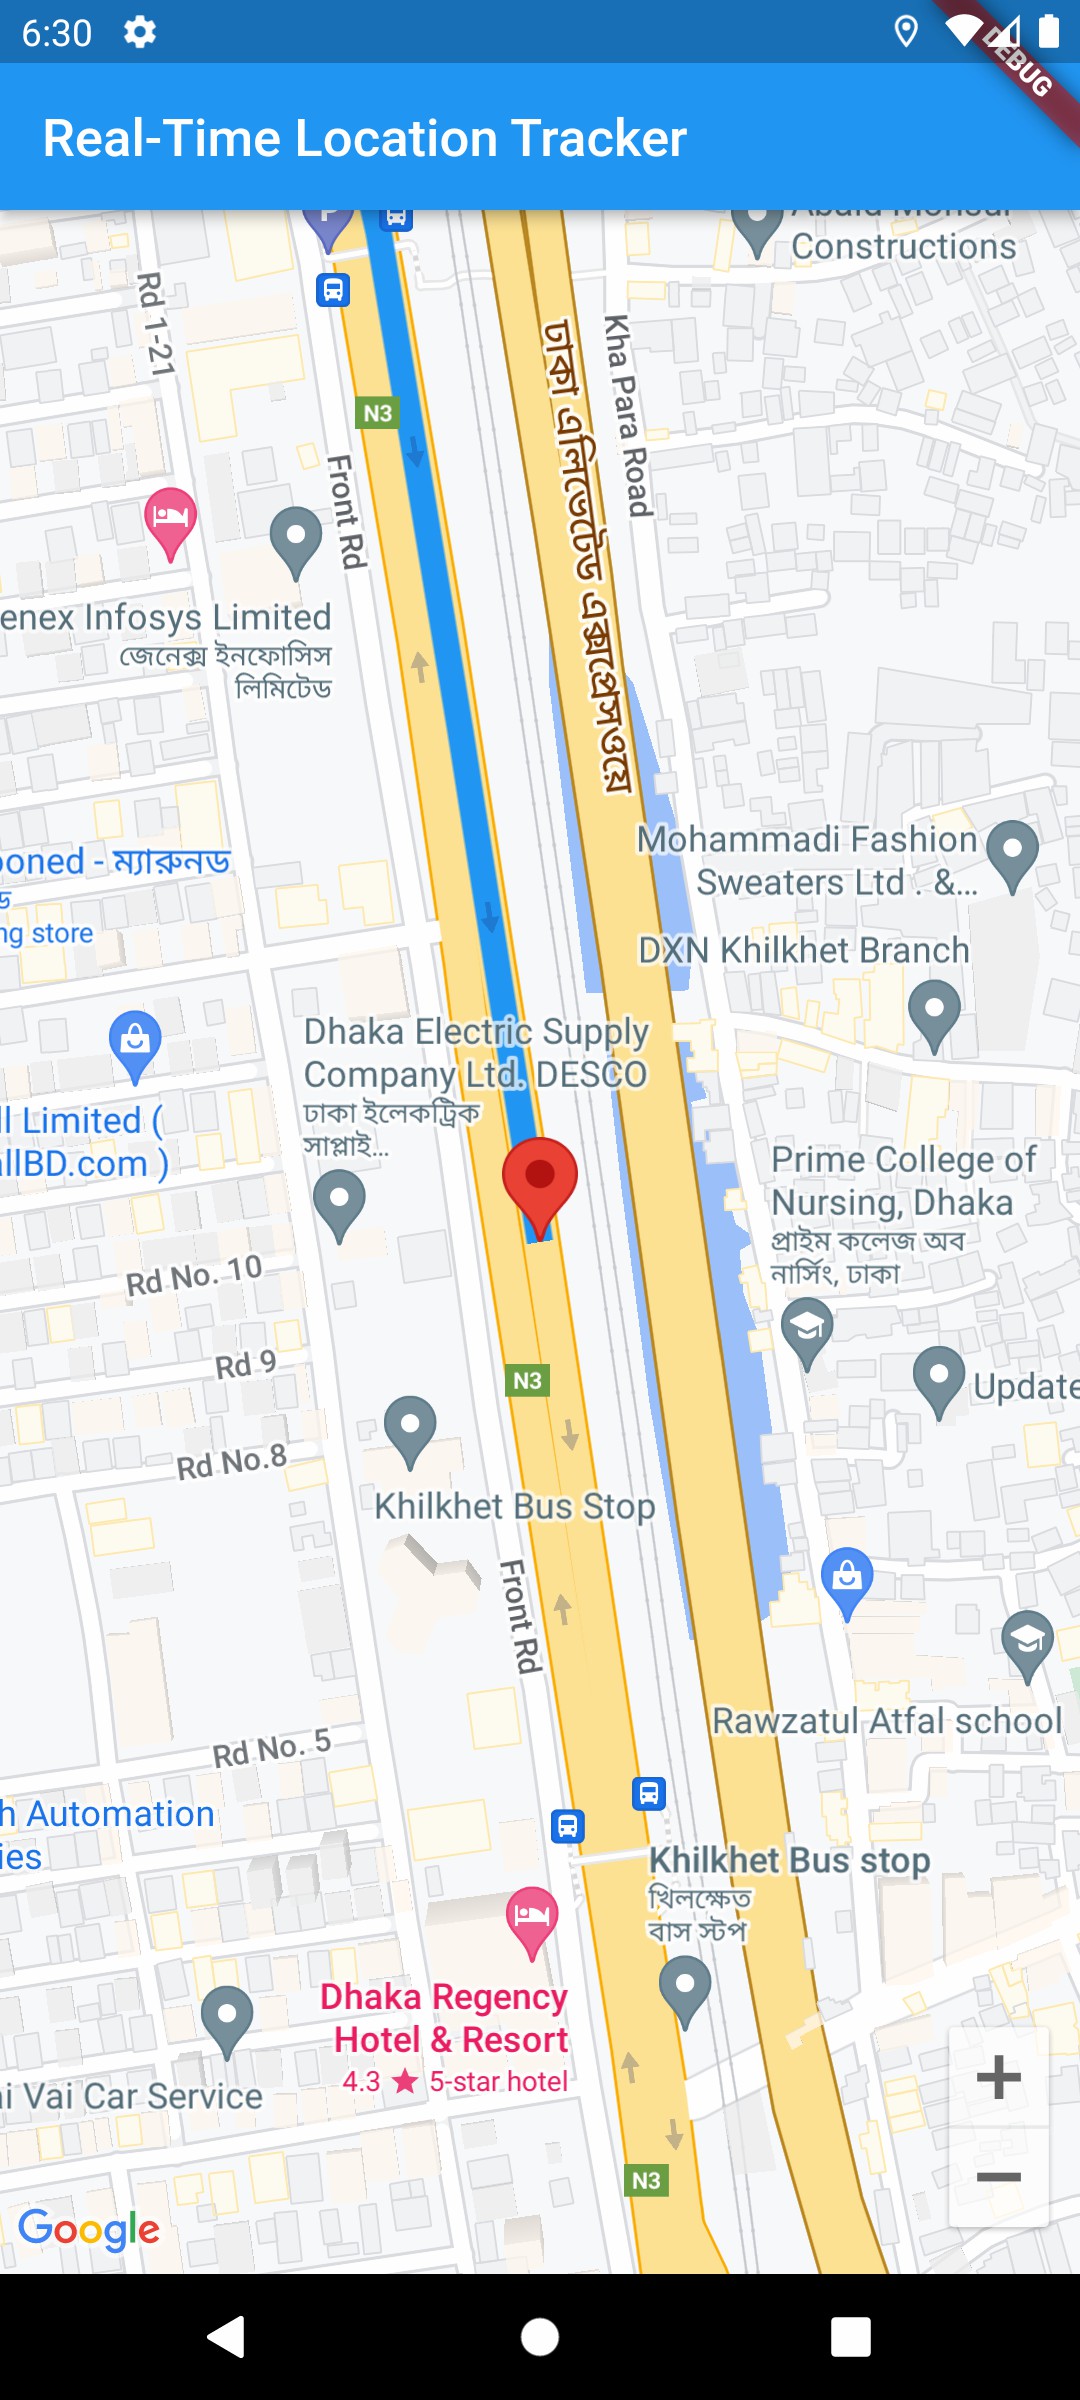 6:30
DEBUG
Real-Time Location Tracker
Constructions
Rd 1-21
Kha Para Road
ঢাকা এলিভেটেড এক্সপ্রেসওয়ে
N3
Front Rd
enex Infosys Limited
জেনেক্স ইনফোসিস
লিমিটেড
Mohammadi Fashion
Sweaters Ltd . &...
ooned - ম্যারুনড
ng store
DXN Khilkhet Branch
Dhaka Electric Supply
Company Ltd. DESCO
ঢাকা ইলেকট্রিক
সাপ্লাই...
ll Limited (
allBD.com )
Prime College of
Nursing, Dhaka
প্রাইম কলেজ অব
নার্সিং, ঢাকা
Rd No. 10
Rd 9
N3
Update
Rd No.8
Khilkhet Bus Stop
Front Rd
Rawzatul Atfal school
Rd No. 5
h Automation
ies
Khilkhet Bus stop
খিলক্ষেত
বাস স্টপ
Dhaka Regency
Hotel & Resort
4.3 ★ 5-star hotel
ai Vai Car Service
N3
Google